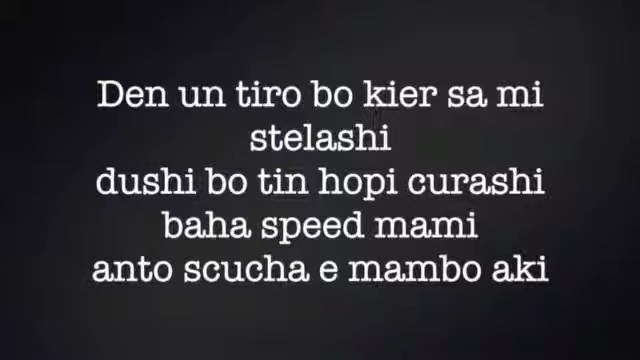 Den un tiro bo kier sa mi
stelashi
dushi bo tin hopi curashi
baha speed mami
anto scucha e mambo aki